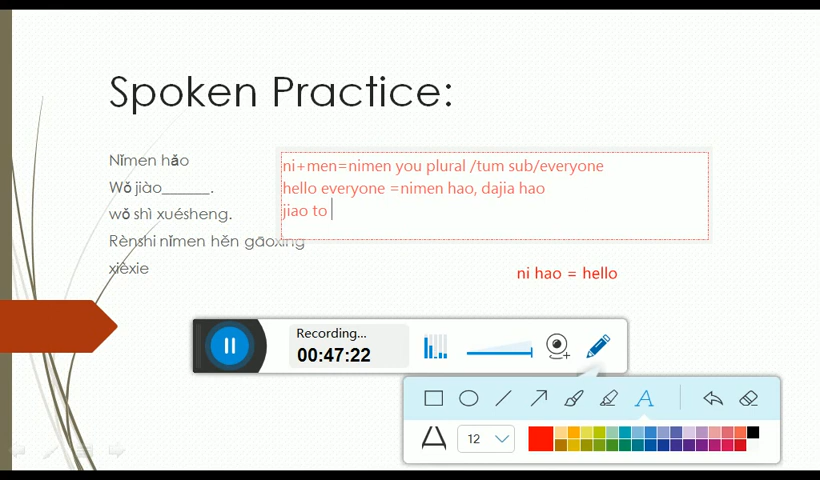 Spoken Practice:
Nǐmen hǎo
Wǒ jiào______.
wǒ shì xuésheng.
Rènshi nǐmen hěn gāoxìng
xièxie
ni+men=nimen you plural /tum sub/everyone
hello everyone =nimen hao, dajia hao
jiao to
ni hao = hello
Recording...
00:47:22
A
12